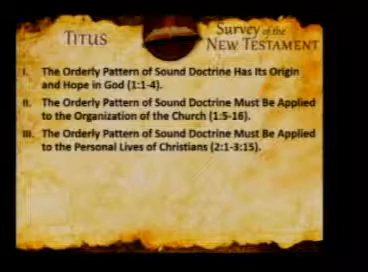 TITUS
Survey of the
NEW TESTAMENT
I. The Orderly Pattern of Sound Doctrine Has Its Origin
and Hope in God (1:1-4).
II. The Orderly Pattern of Sound Doctrine Must Be Applied
to the Organization of the Church (1:5-16).
III. The Orderly Pattern of Sound Doctrine Must Be Applied
to the Personal Lives of Christians (2:1-3:15).